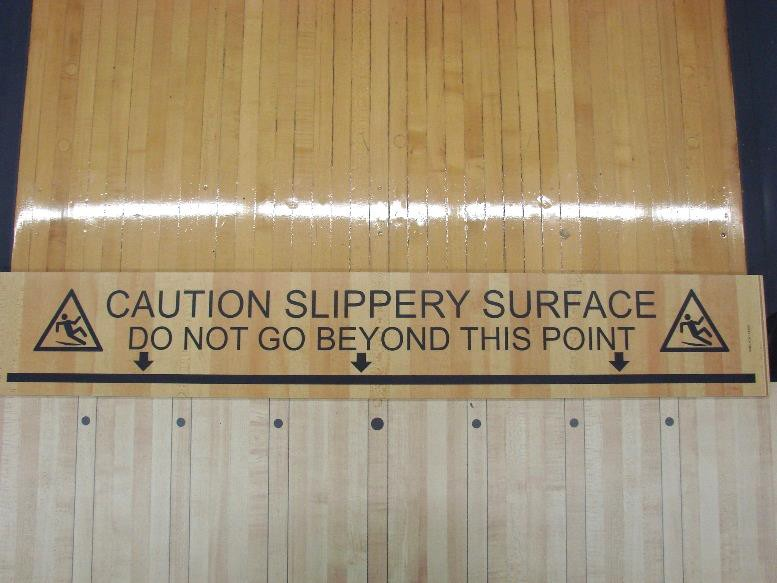 CAUTION SLIPPERY SURFACE
DO NOT GO BEYOND THIS POINT